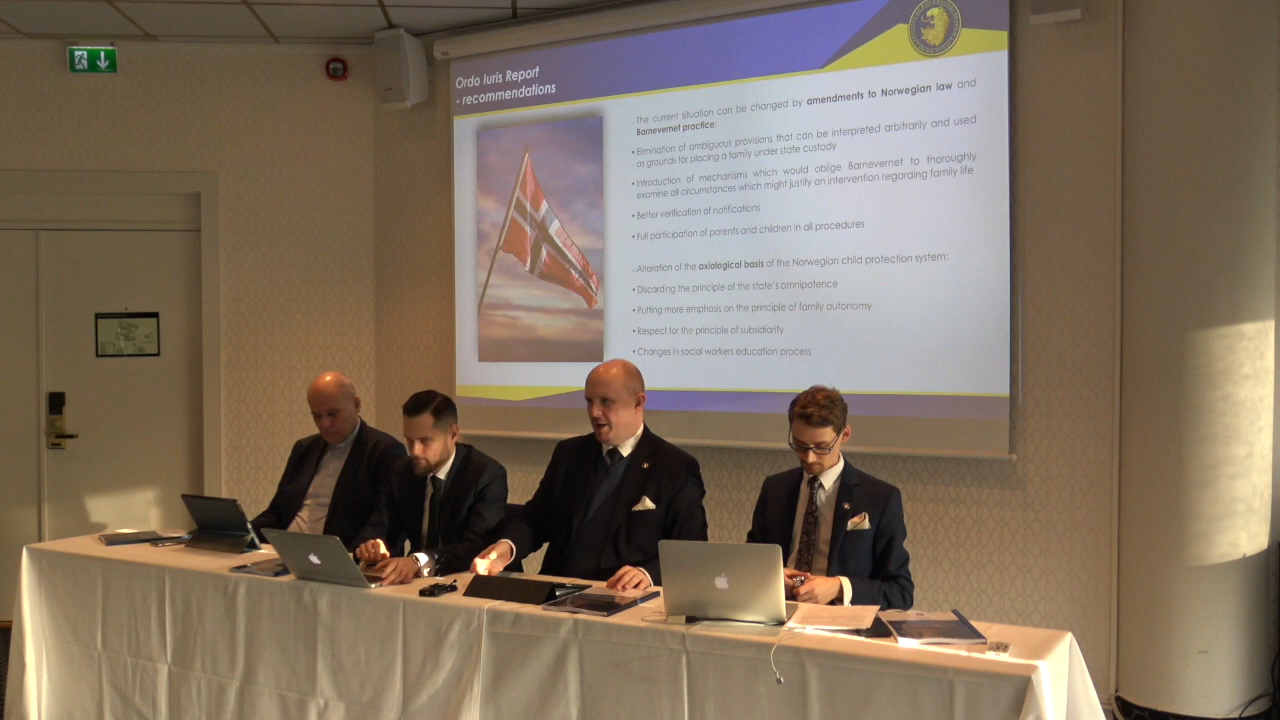 Ordo Iuris Report
- recommendations
The current situation can be changed by amendments to Norwegian law and
Barnevernet practice:
• Elimination of ambiguous provisions that can be interpreted arbitrarily and used
as grounds for placing a family under state custody
• Introduction of mechanisms which would oblige Barnevernet to thoroughly
examine all circumstances which might justify an intervention regarding family life
• Better verification of notifications
• Full participation of parents and children in all procedures
Alteration of the axiological basis of the Norwegian child protection system:
• Discarding the principle of the state's omnipotence
• Putting more emphasis on the principle of family autonomy
• Respect for the principle of subsidiarity
• Changes in social workers education process